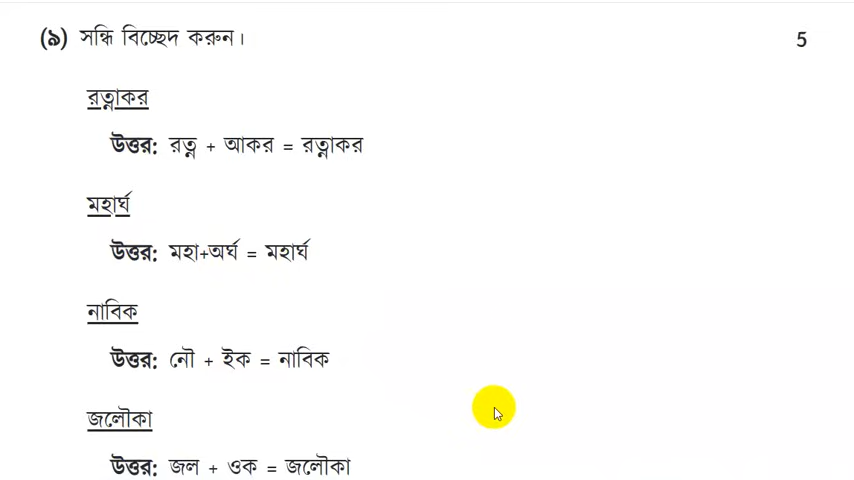 (৯) সন্ধি বিচ্ছেদ করুন। 5
রত্নাকর
উত্তর: রত্ন + আকর = রত্নাকর
মহার্ঘ
উত্তর: মহা+অর্ঘ = মহার্ঘ
নাবিক
উত্তর: নৌ + ইক = নাবিক
জলৌকা
উত্তর: জল + ওক = জলৌকা